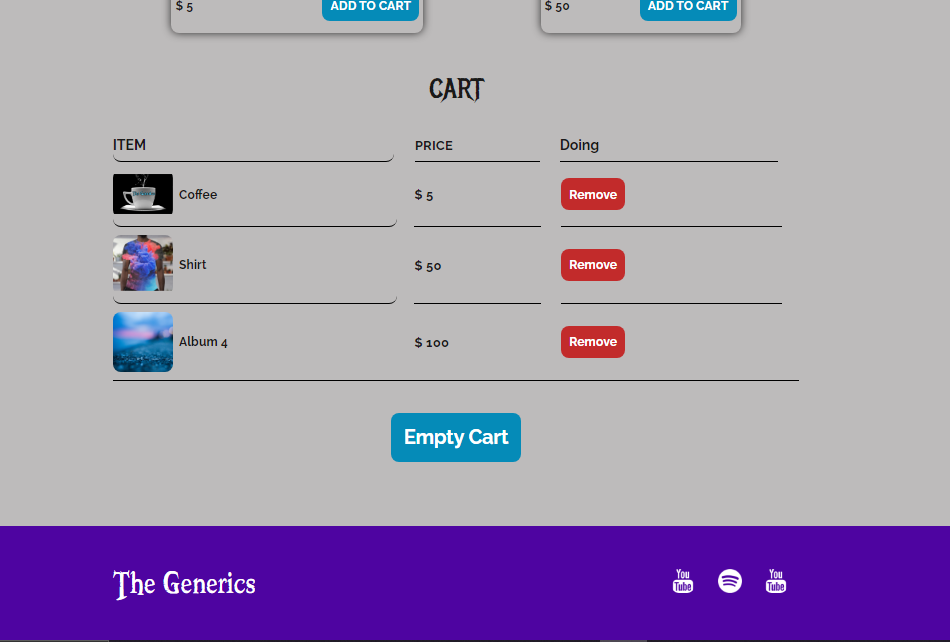 $ 5 ADD TO CART $ 50 ADD TO CART
CART
ITEM PRICE Doing
Coffee $ 5 Remove
Shirt $ 50 Remove
Album 4 $ 100 Remove
Empty Cart
The Generics You Tube You Tube